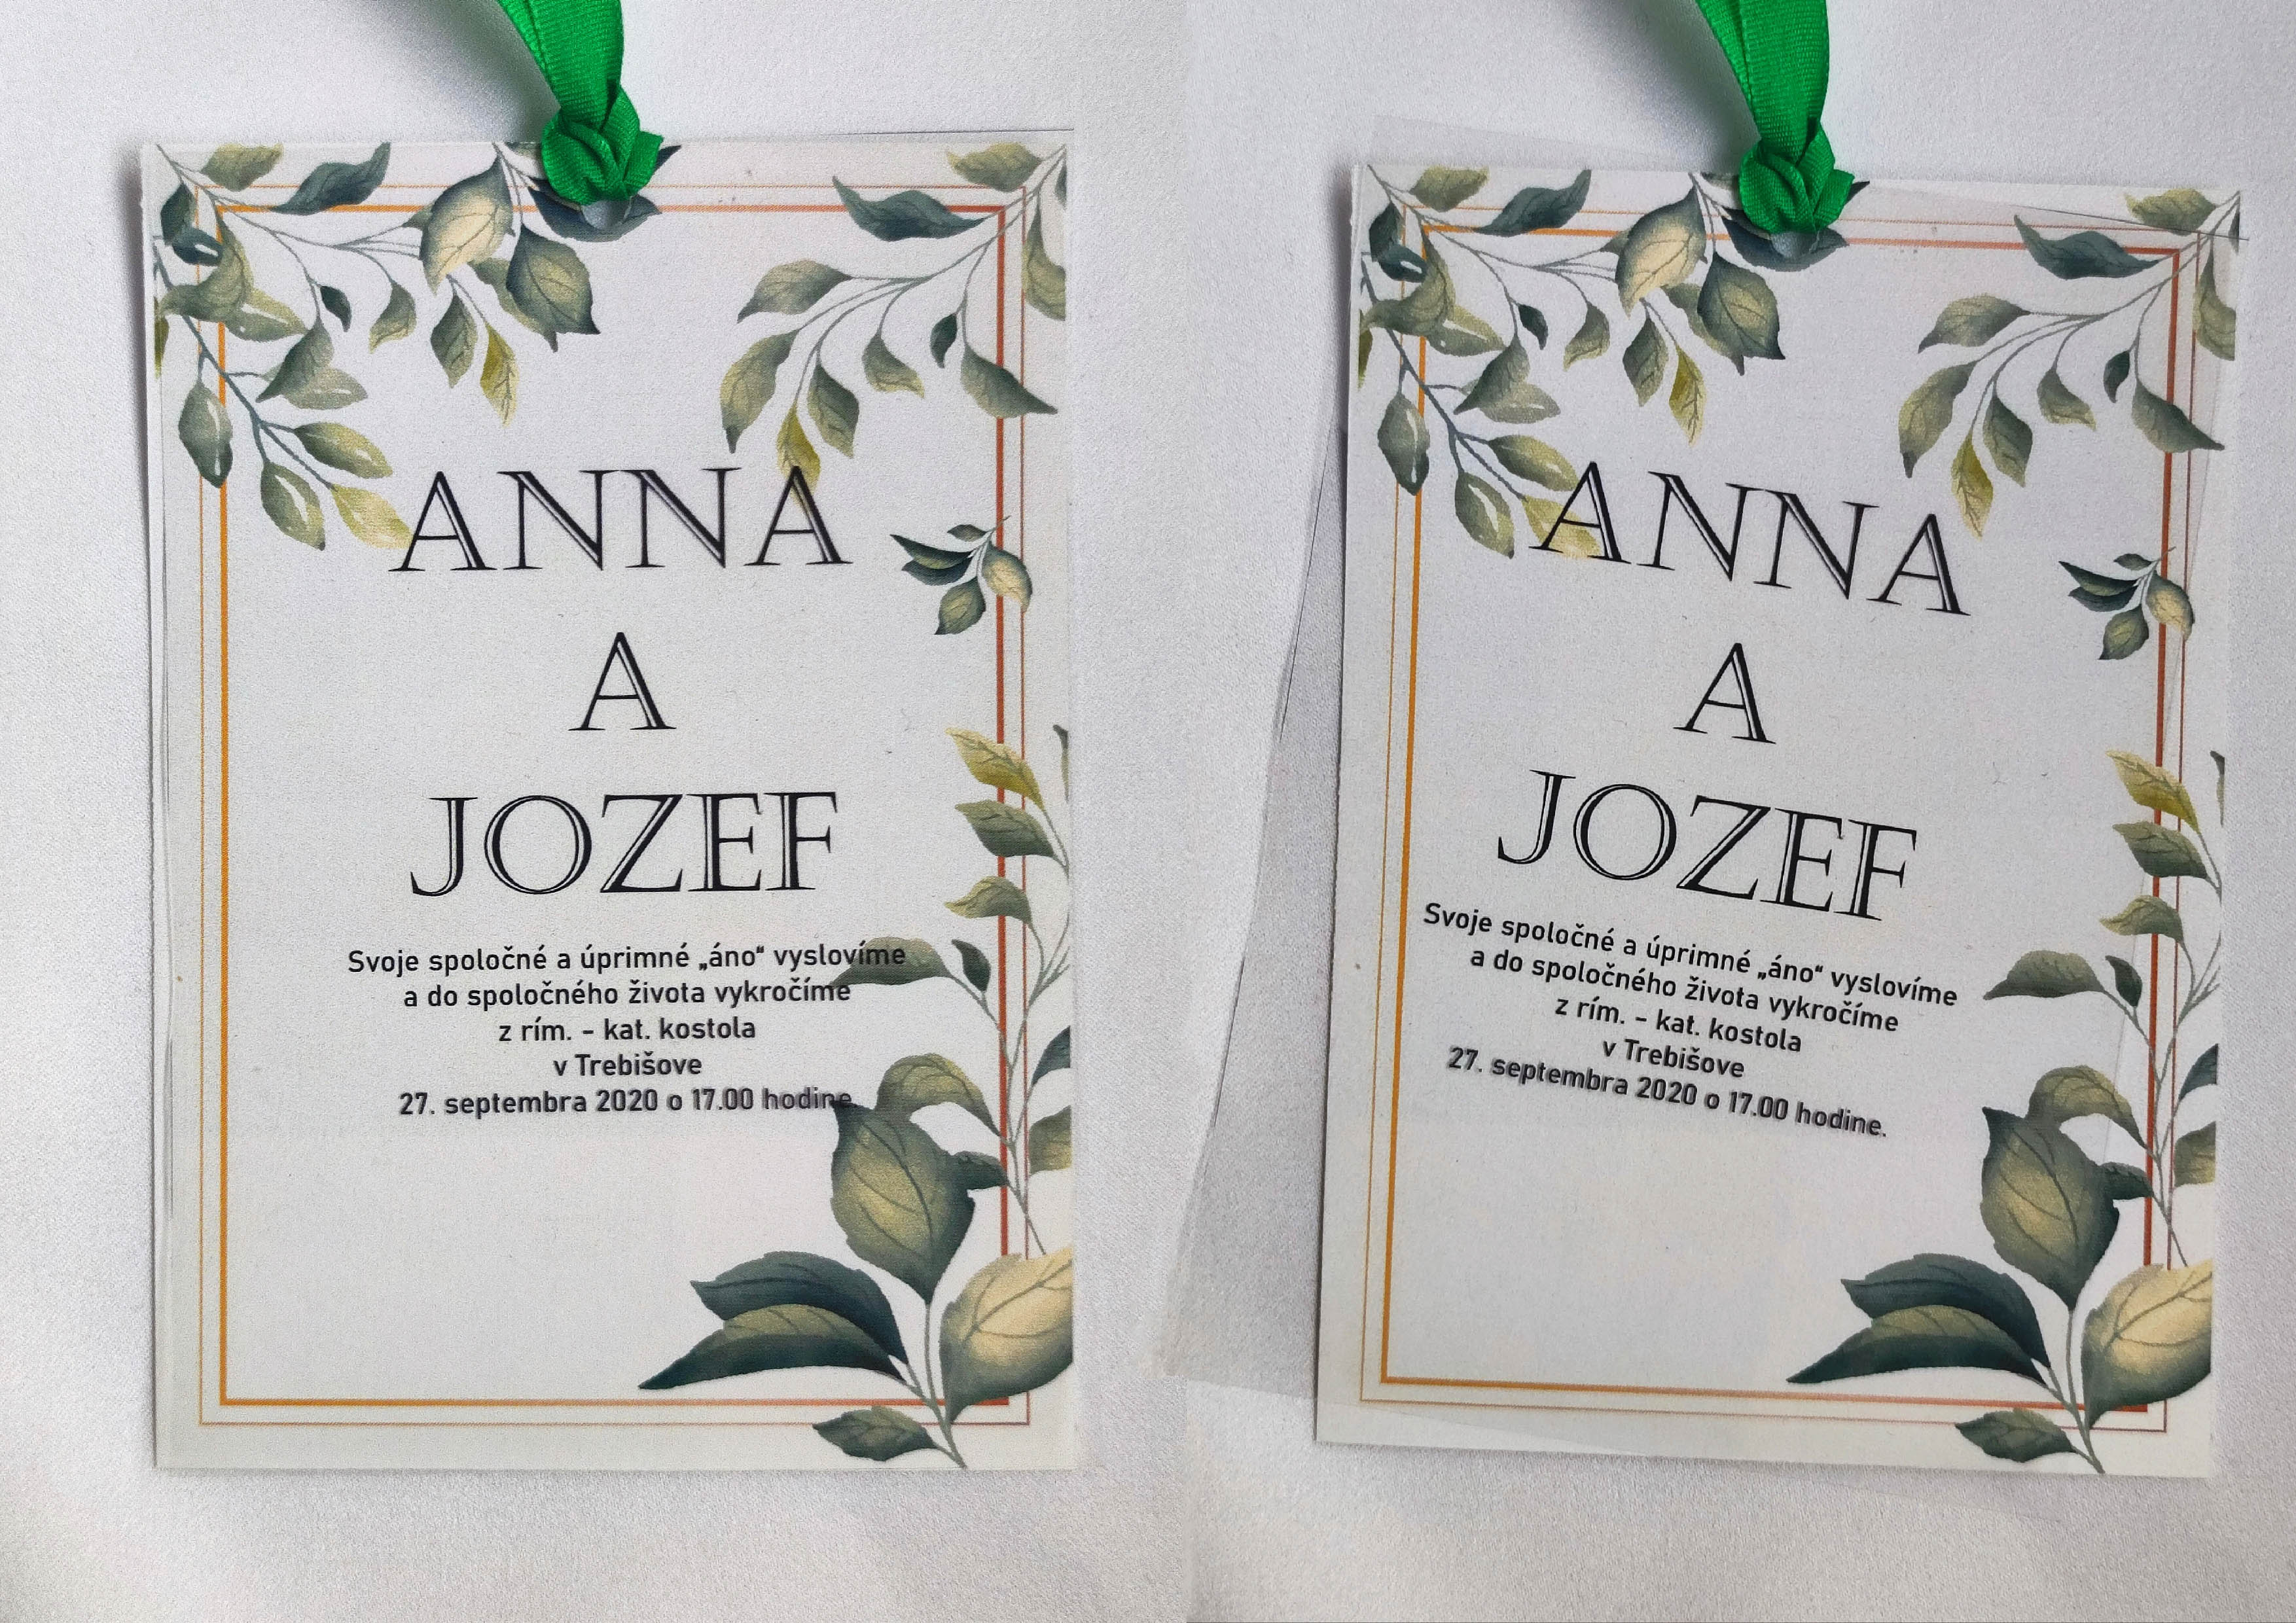 ANNA
A
JOZEF
Svoje spoločné a úprimné „áno“ vyslovíme
a do spoločného života vykročíme
z rím. - kat. kostola
v Trebišove
27. septembra 2020 o 17.00 hodine.
ANNA
A
JOZEF
Svoje spoločné a úprimné „áno“ vyslovíme
a do spoločného života vykročíme
z rím. - kat. kostola
v Trebišove
27. septembra 2020 o 17.00 hodine.